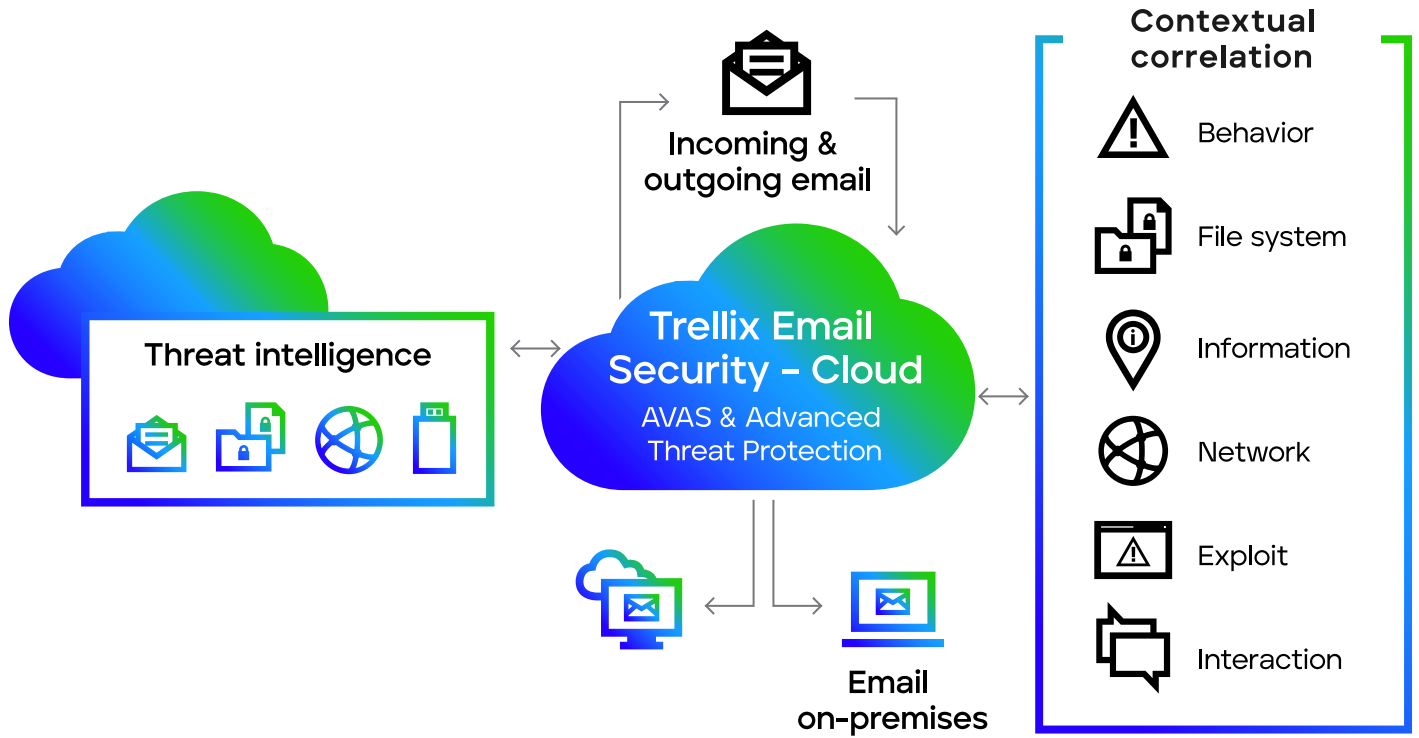 Incoming &
outgoing email
Threat intelligence
Trellix Email
Security – Cloud
AVAS & Advanced
Threat Protection
Email
on-premises
Contextual
correlation
Behavior
File system
Information
Network
Exploit
Interaction